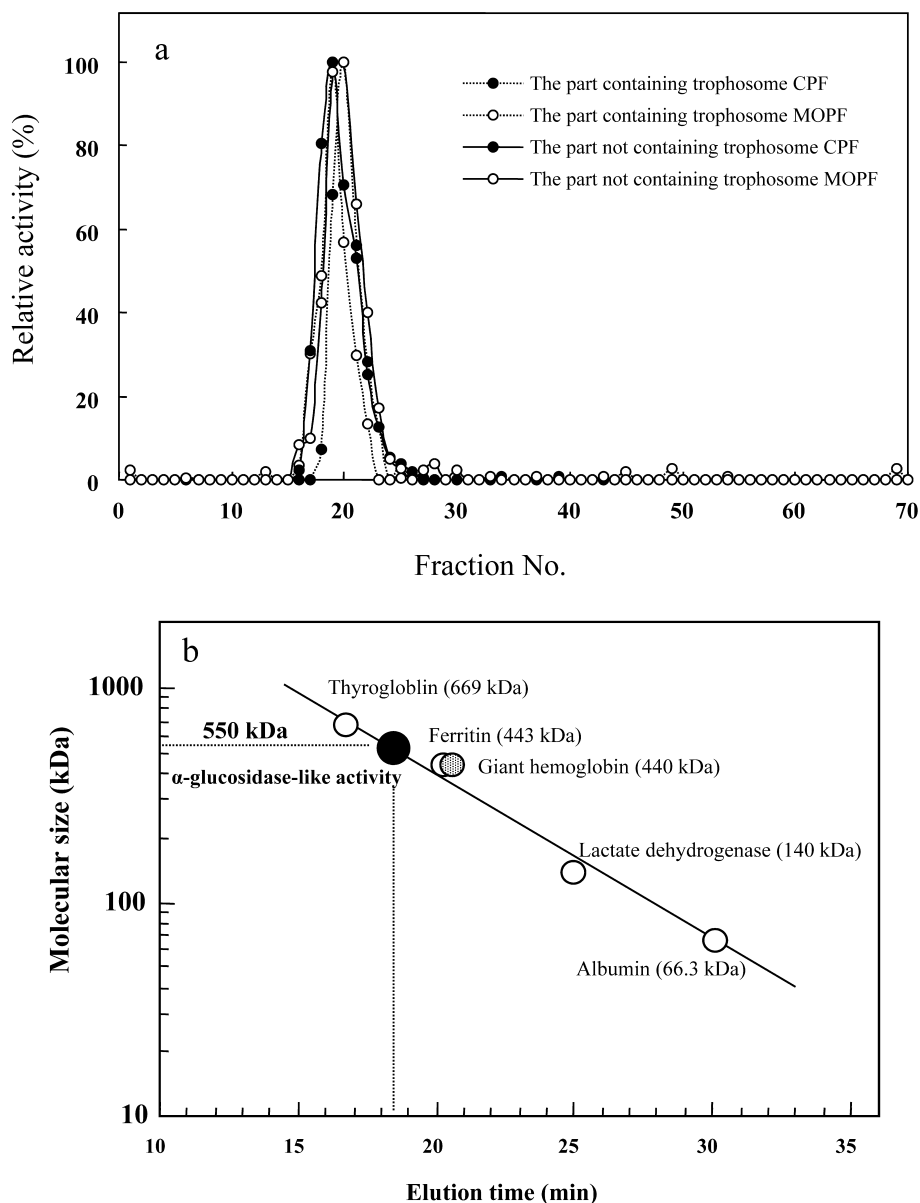 a
100
80
60
40
20
0
Relative activity (%)
The part containing trophosome CPF
The part containing trophosome MOPF
The part not containing trophosome CPF
The part not containing trophosome MOPF
0 10 20 30 40 50 60 70
Fraction No.
b
1000
100
10
Molecular size (kDa)
Thyrogloblin (669 kDa)
550 kDa
Ferritin (443 kDa)
Giant hemoglobin (440 kDa)
α-glucosidase-like activity
Lactate dehydrogenase (140 kDa)
Albumin (66.3 kDa)
10 15 20 25 30 35
Elution time (min)